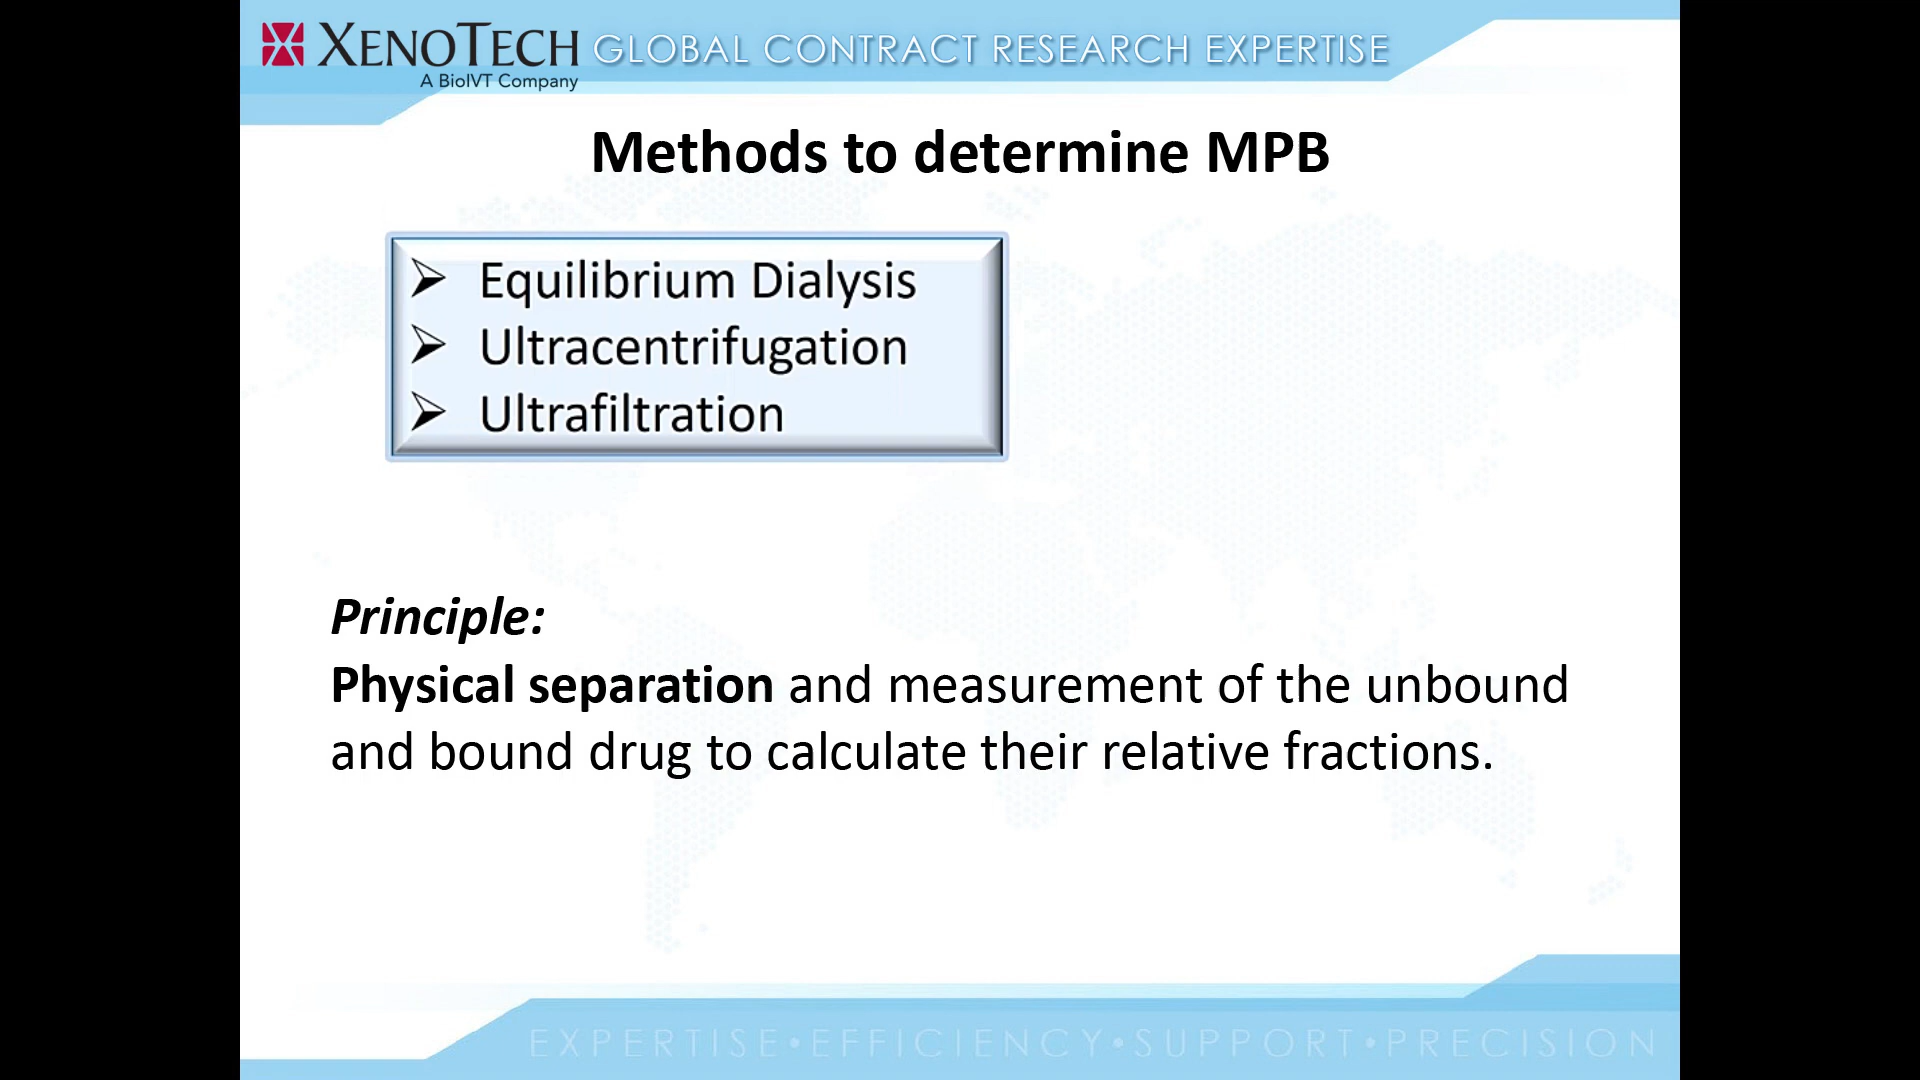 XENOTECH GLOBAL CONTRACT RESEARCH EXPERTISE
A BioIVT Company
Methods to determine MPB
➢ Equilibrium Dialysis
➢ Ultracentrifugation
➢ Ultrafiltration
Principle:
Physical separation and measurement of the unbound
and bound drug to calculate their relative fractions.
EXPERTISE•EFFICIENCY•SUPPORT•PRECISION